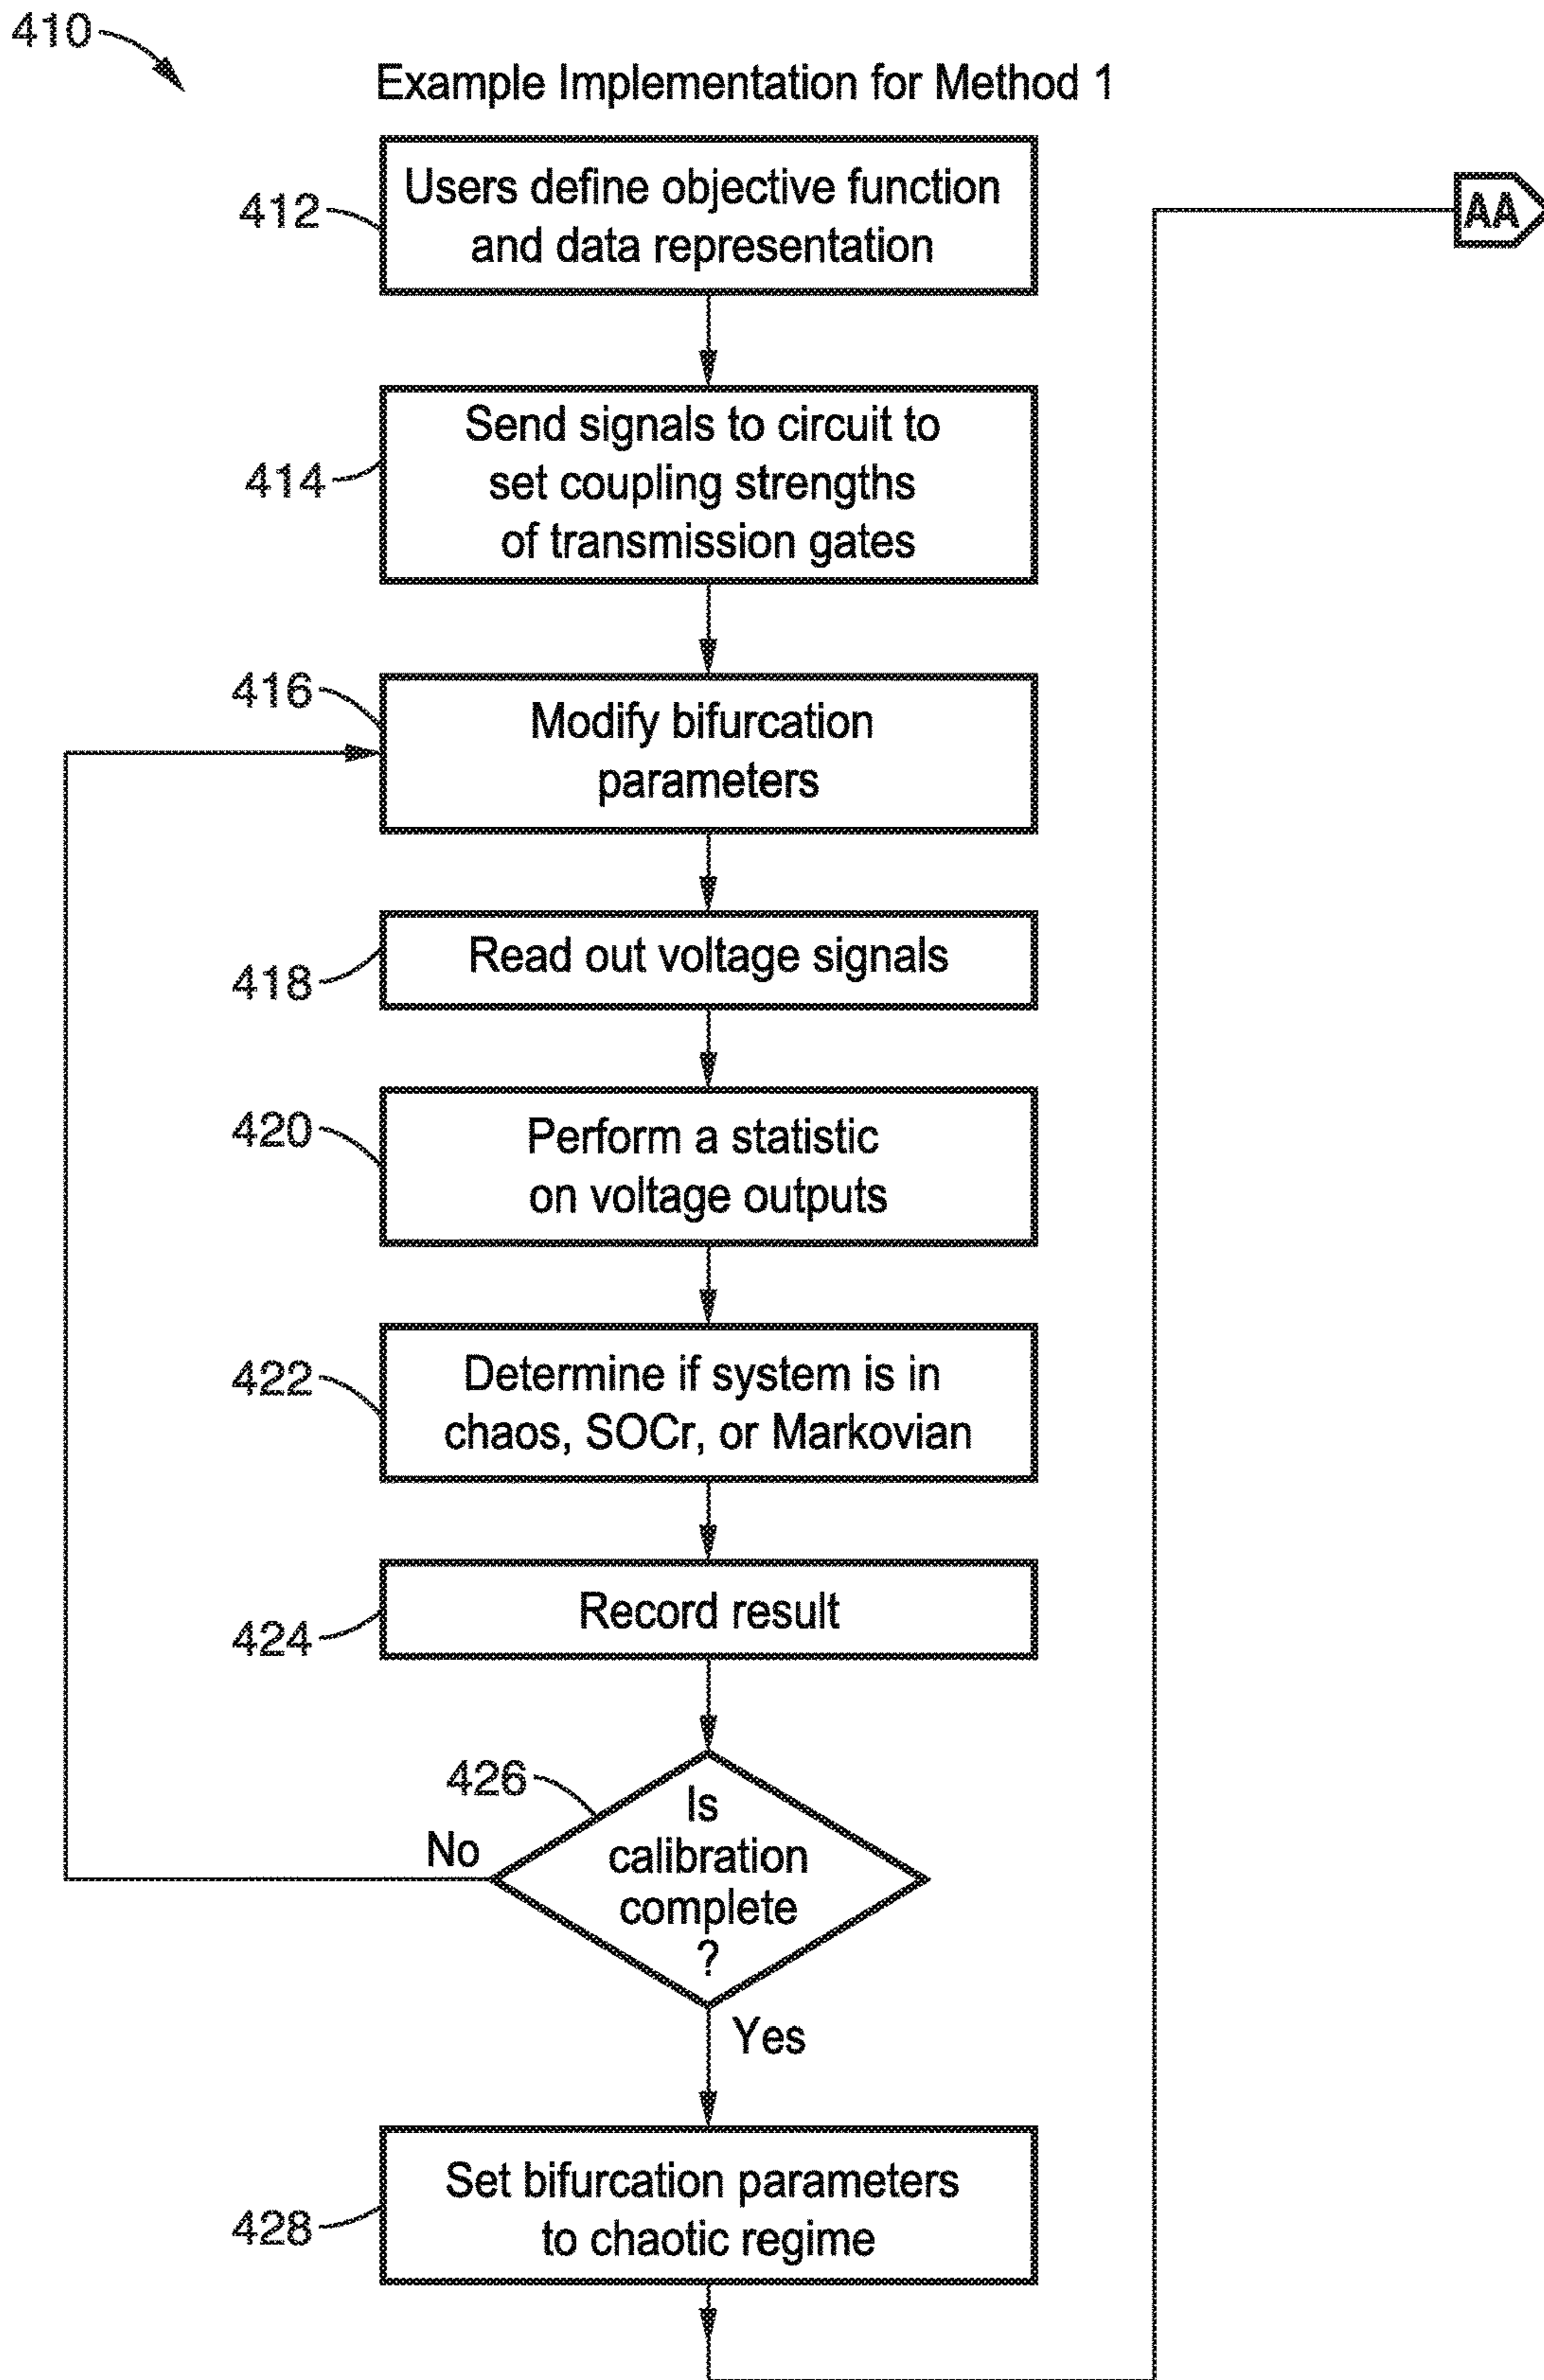 410
Example Implementation for Method 1
412
Users define objective function
and data representation
AA
414
Send signals to circuit to
set coupling strengths
of transmission gates
416
Modify bifurcation
parameters
418
Read out voltage signals
420
Perform a statistic
on voltage outputs
422
Determine if system is in
chaos, SOCr, or Markovian
424
Record result
426
Is
calibration
complete
?
No
Yes
428
Set bifurcation parameters
to chaotic regime